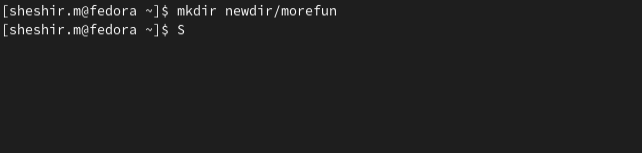 [sheshir.m@fedora ~]$ mkdir newdir/morefun
[sheshir.m@fedora ~]$ S